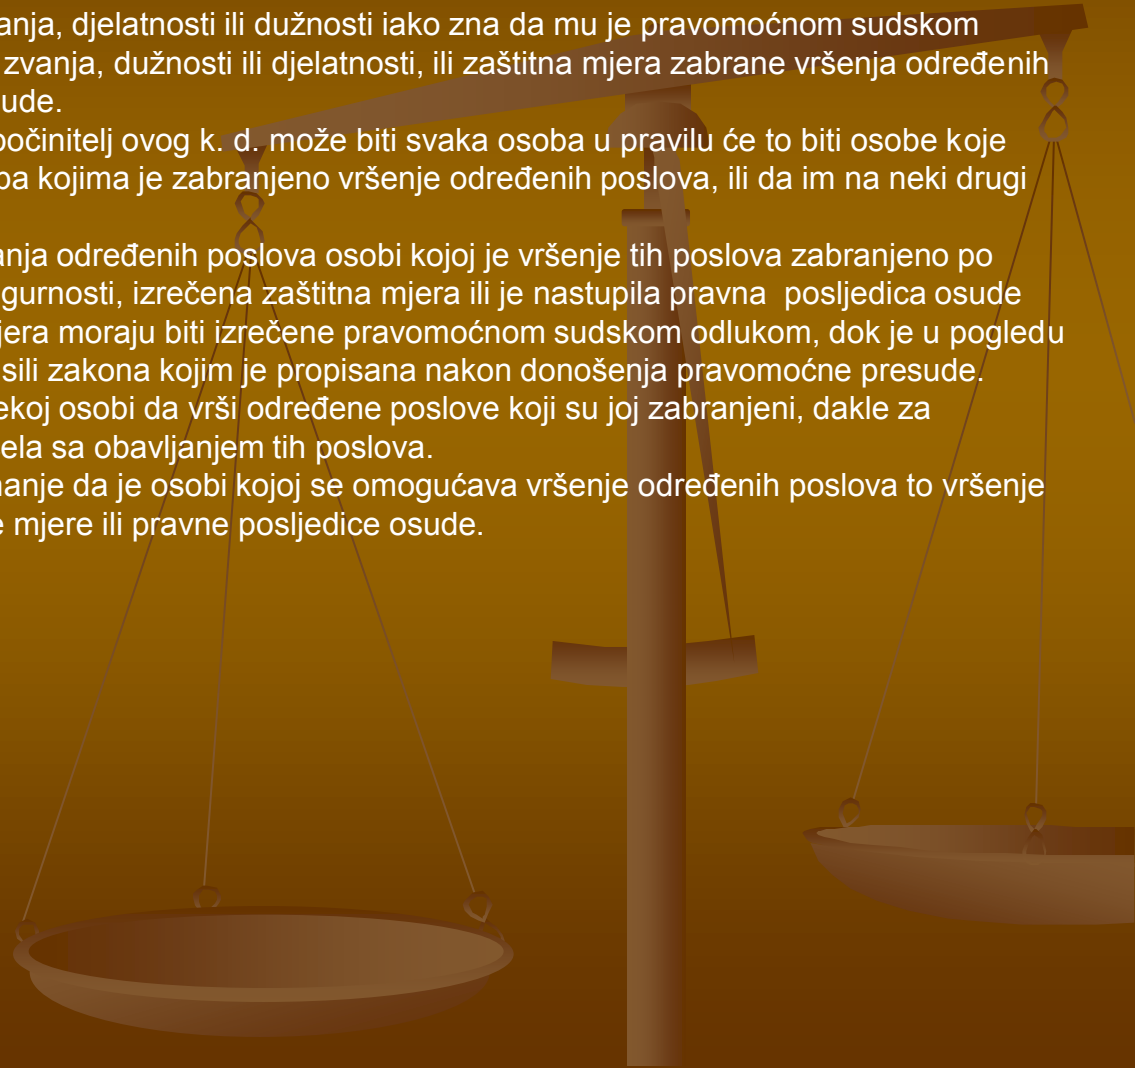 anja, djelatnosti ili dužnosti iako zna da mu je pravomoćnom sudskom
zvanja, dužnosti ili djelatnosti, ili zaštitna mjera zabrane vršenja određenih
ude.
počinitelj ovog k. d. može biti svaka osoba u pravilu će to biti osobe koje
ba kojima je zabranjeno vršenje određenih poslova, ili da im na neki drugi
anja određenih poslova osobi kojoj je vršenje tih poslova zabranjeno po
gurnosti, izrečena zaštitna mjera ili je nastupila pravna posljedica osude
jera moraju biti izrečene pravomoćnom sudskom odlukom, dok je u pogledu
sili zakona kojim je propisana nakon donošenja pravomoćne presude.
ekoj osobi da vrši određene poslove koji su joj zabranjeni, dakle za
ela sa obavljanjem tih poslova.
nanje da je osobi kojoj se omogućava vršenje određenih poslova to vršenje
e mjere ili pravne posljedice osude.